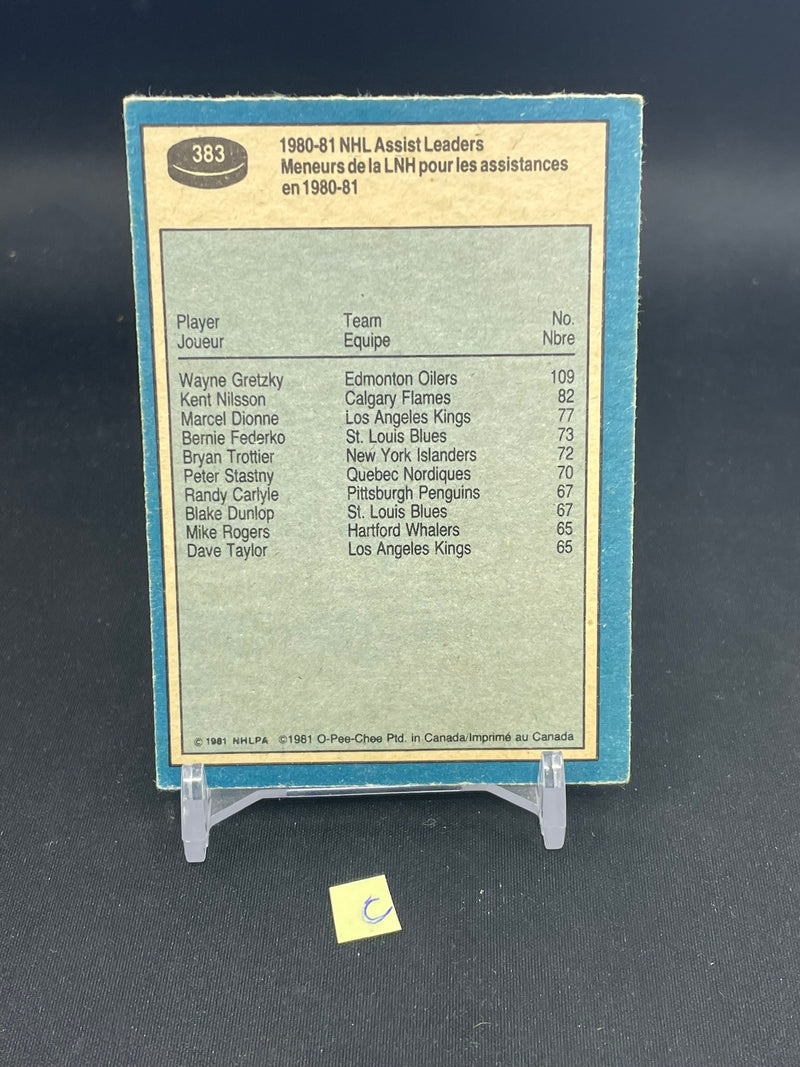 383
1980-81 NHL Assist Leaders
Meneurs de la LNH pour les assistances
en 1980-81
Player Team No.
Joueur Equipe Nbre
Wayne Gretzky Edmonton Oilers 109
Kent Nilsson Calgary Flames 82
Marcel Dionne Los Angeles Kings 77
Bernie Federko St. Louis Blues 73
Bryan Trottier New York Islanders 72
Peter Stastny Quebec Nordiques 70
Randy Carlyle Pittsburgh Penguins 67
Blake Dunlop St. Louis Blues 67
Mike Rogers Hartford Whalers 65
Dave Taylor Los Angeles Kings 65
© 1981 NHLPA ©1981 O-Pee-Chee Ptd. in Canada/Imprimé au Canada
C